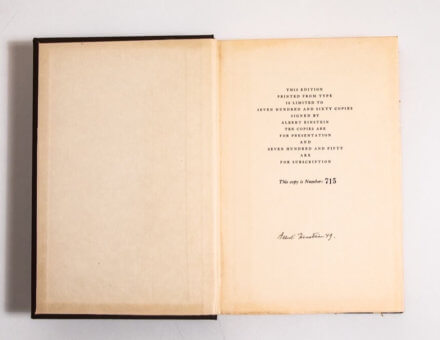 THIS EDITION
PRINTED FROM TYPE
IS LIMITED TO
SEVEN HUNDRED AND SIXTY COPIES
SIGNED BY
ALBERT EINSTEIN
TEN COPIES ARE
FOR PRESENTATION
AND
SEVEN HUNDRED AND FIFTY
ARE
FOR SUBSCRIPTION
This copy is Number: 715
Albert Einstein 49.